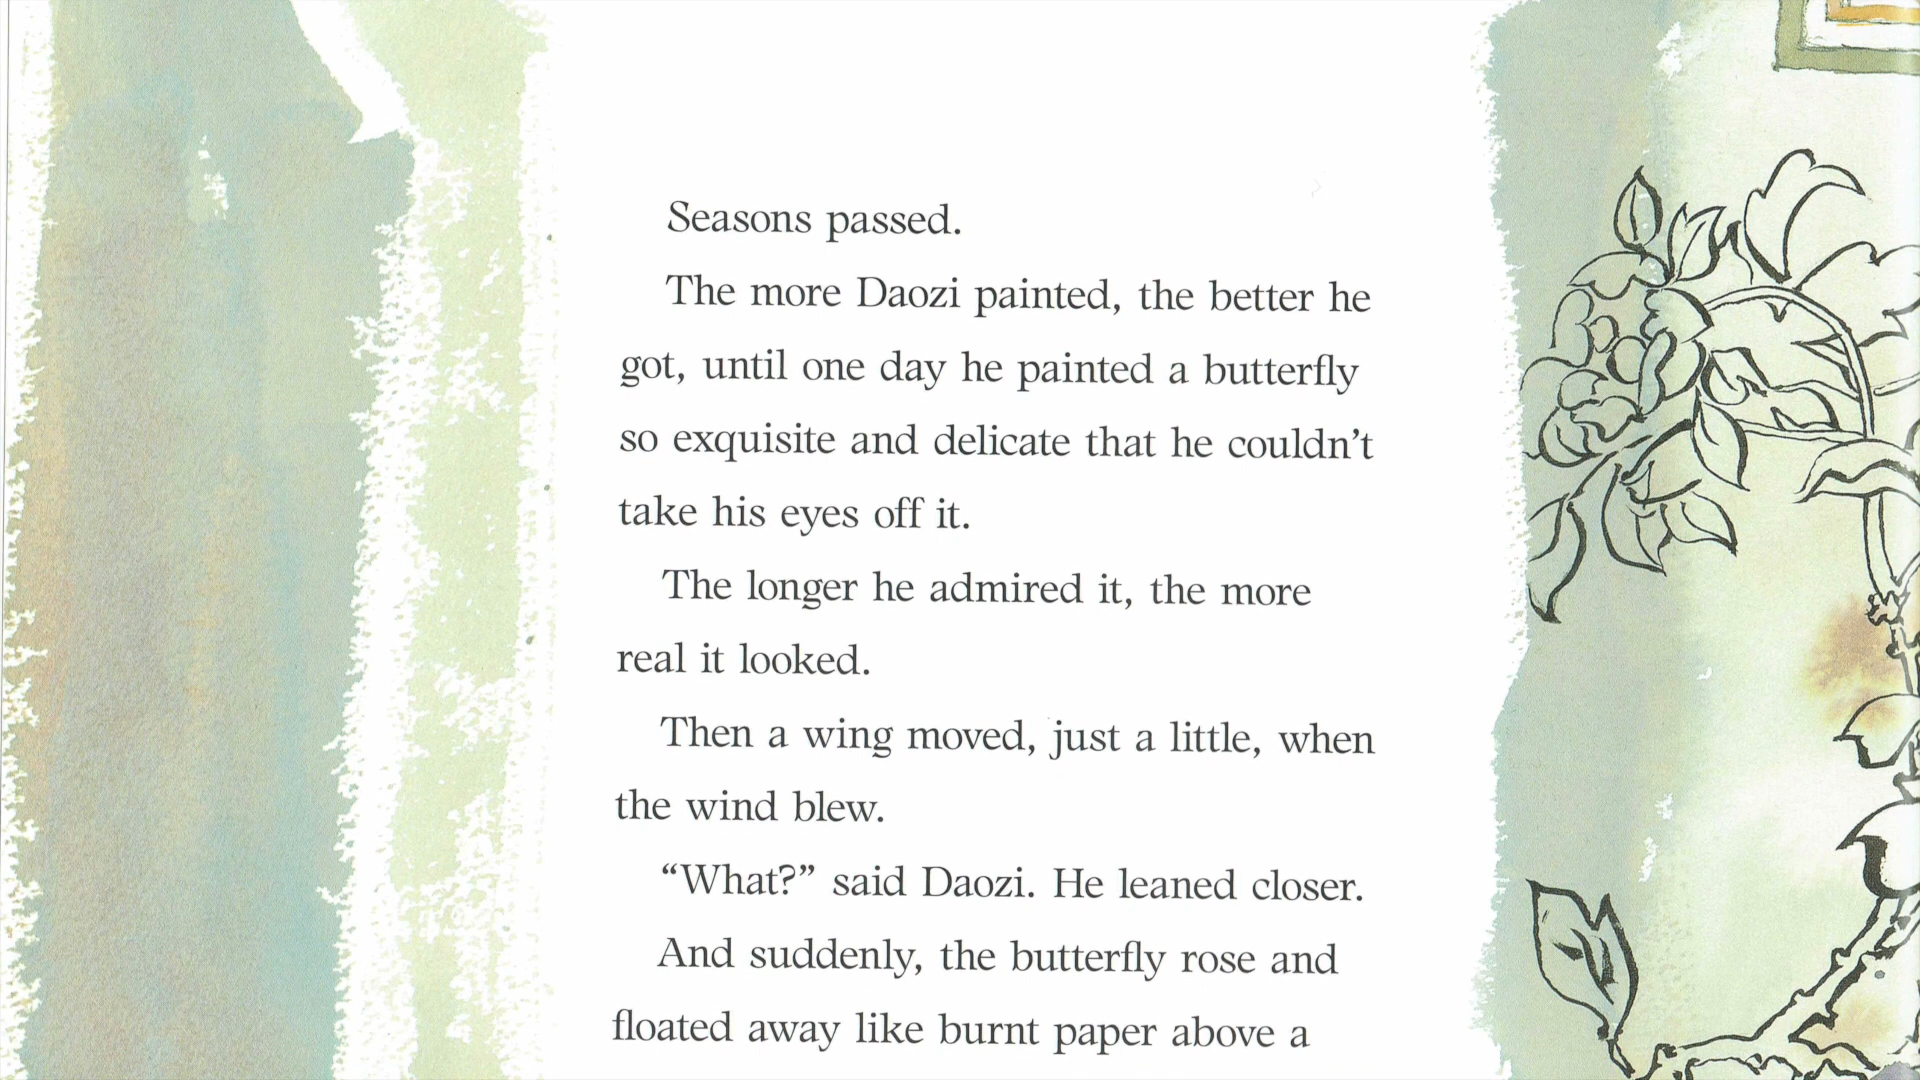 Seasons passed.
The more Daozi painted, the better he
got, until one day he painted a butterfly
so exquisite and delicate that he couldn’t
take his eyes off it.
The longer he admired it, the more
real it looked.
Then a wing moved, just a little, when
the wind blew.
“What?” said Daozi. He leaned closer.
And suddenly, the butterfly rose and
floated away like burnt paper above a